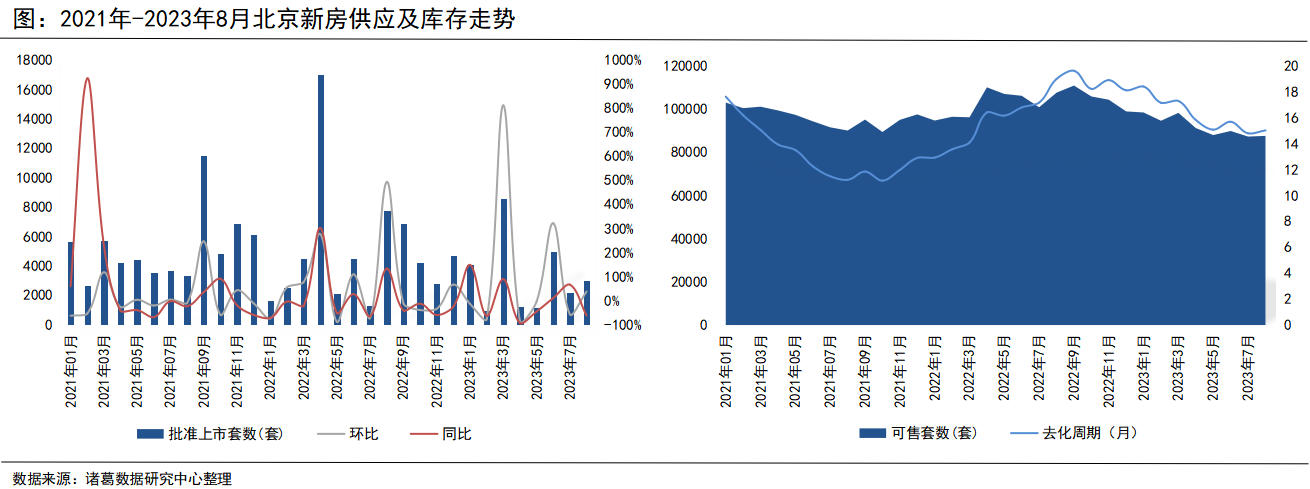 图：2021年-2023年8月北京新房供应及库存走势
18000
16000
14000
12000
10000
8000
6000
4000
2000
0
1000%
900%
800%
700%
600%
500%
400%
300%
200%
100%
0%
-100%
2021年01月
2021年03月
2021年05月
2021年07月
2021年09月
2021年11月
2022年1月
2022年3月
2022年5月
2022年7月
2022年9月
2022年11月
2023年1月
2023年3月
2023年5月
2023年7月
批准上市套数(套)
环比
同比
120000
100000
80000
60000
40000
20000
0
20
18
16
14
12
10
8
6
4
2
0
2021年01月
2021年03月
2021年05月
2021年07月
2021年09月
2021年11月
2022年1月
2022年3月
2022年5月
2022年7月
2022年9月
2022年11月
2023年1月
2023年3月
2023年5月
2023年7月
可售套数(套)
去化周期（月）
数据来源：诸葛数据研究中心整理